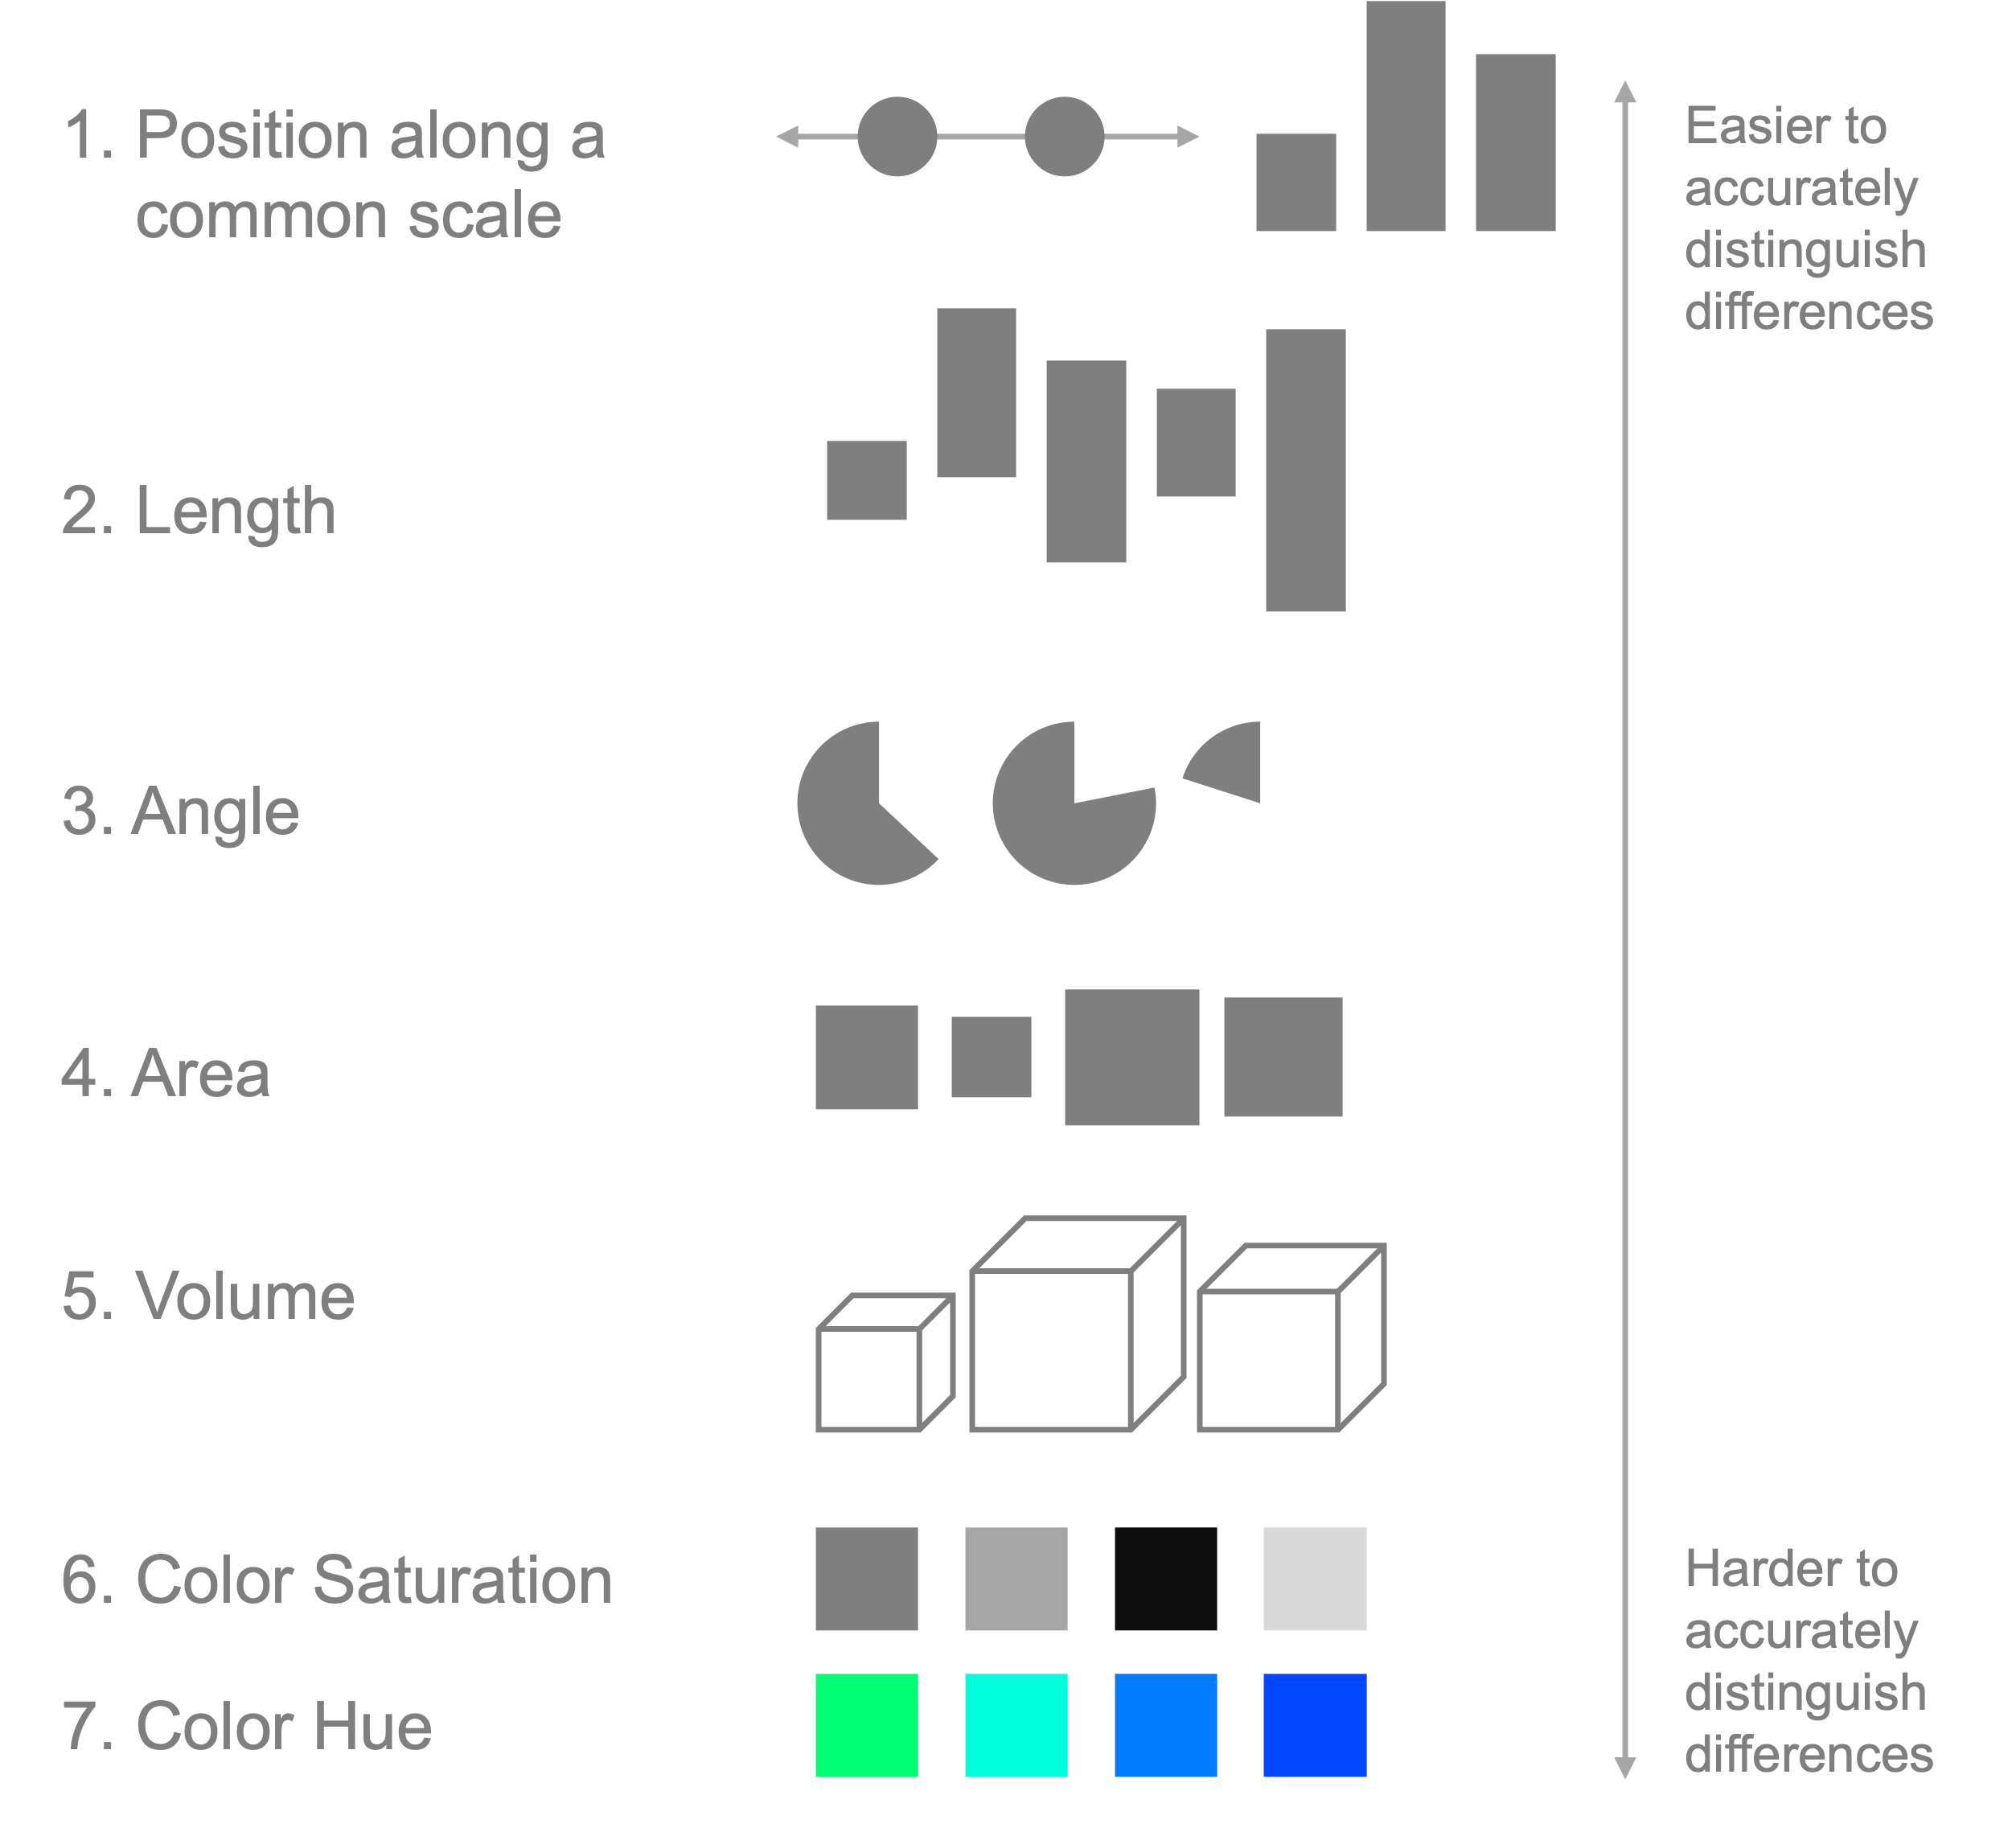 1. Position along a
common scale
Easier to
accurately
distinguish
differences
2. Length
3. Angle
4. Area
5. Volume
6. Color Saturation
7. Color Hue
Harder to
accurately
distinguish
differences